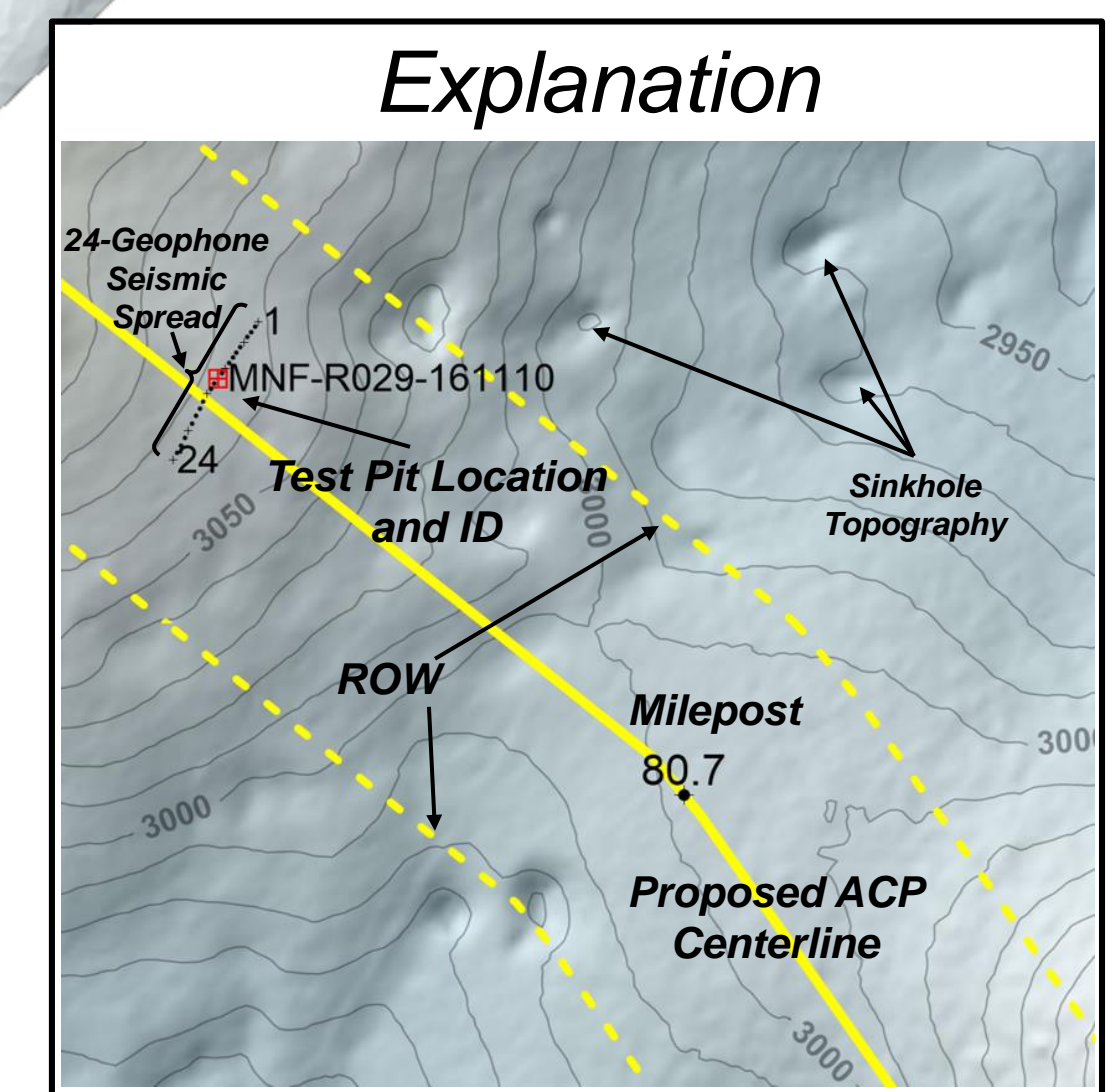 Explanation
24-Geophone
Seismic
Spread
1
MNF-R029-161110
24
2950
Test Pit Location
and ID
Sinkhole
Topography
3050
3000
ROW
Milepost
80.7
300
3000
Proposed ACP
Centerline
3000